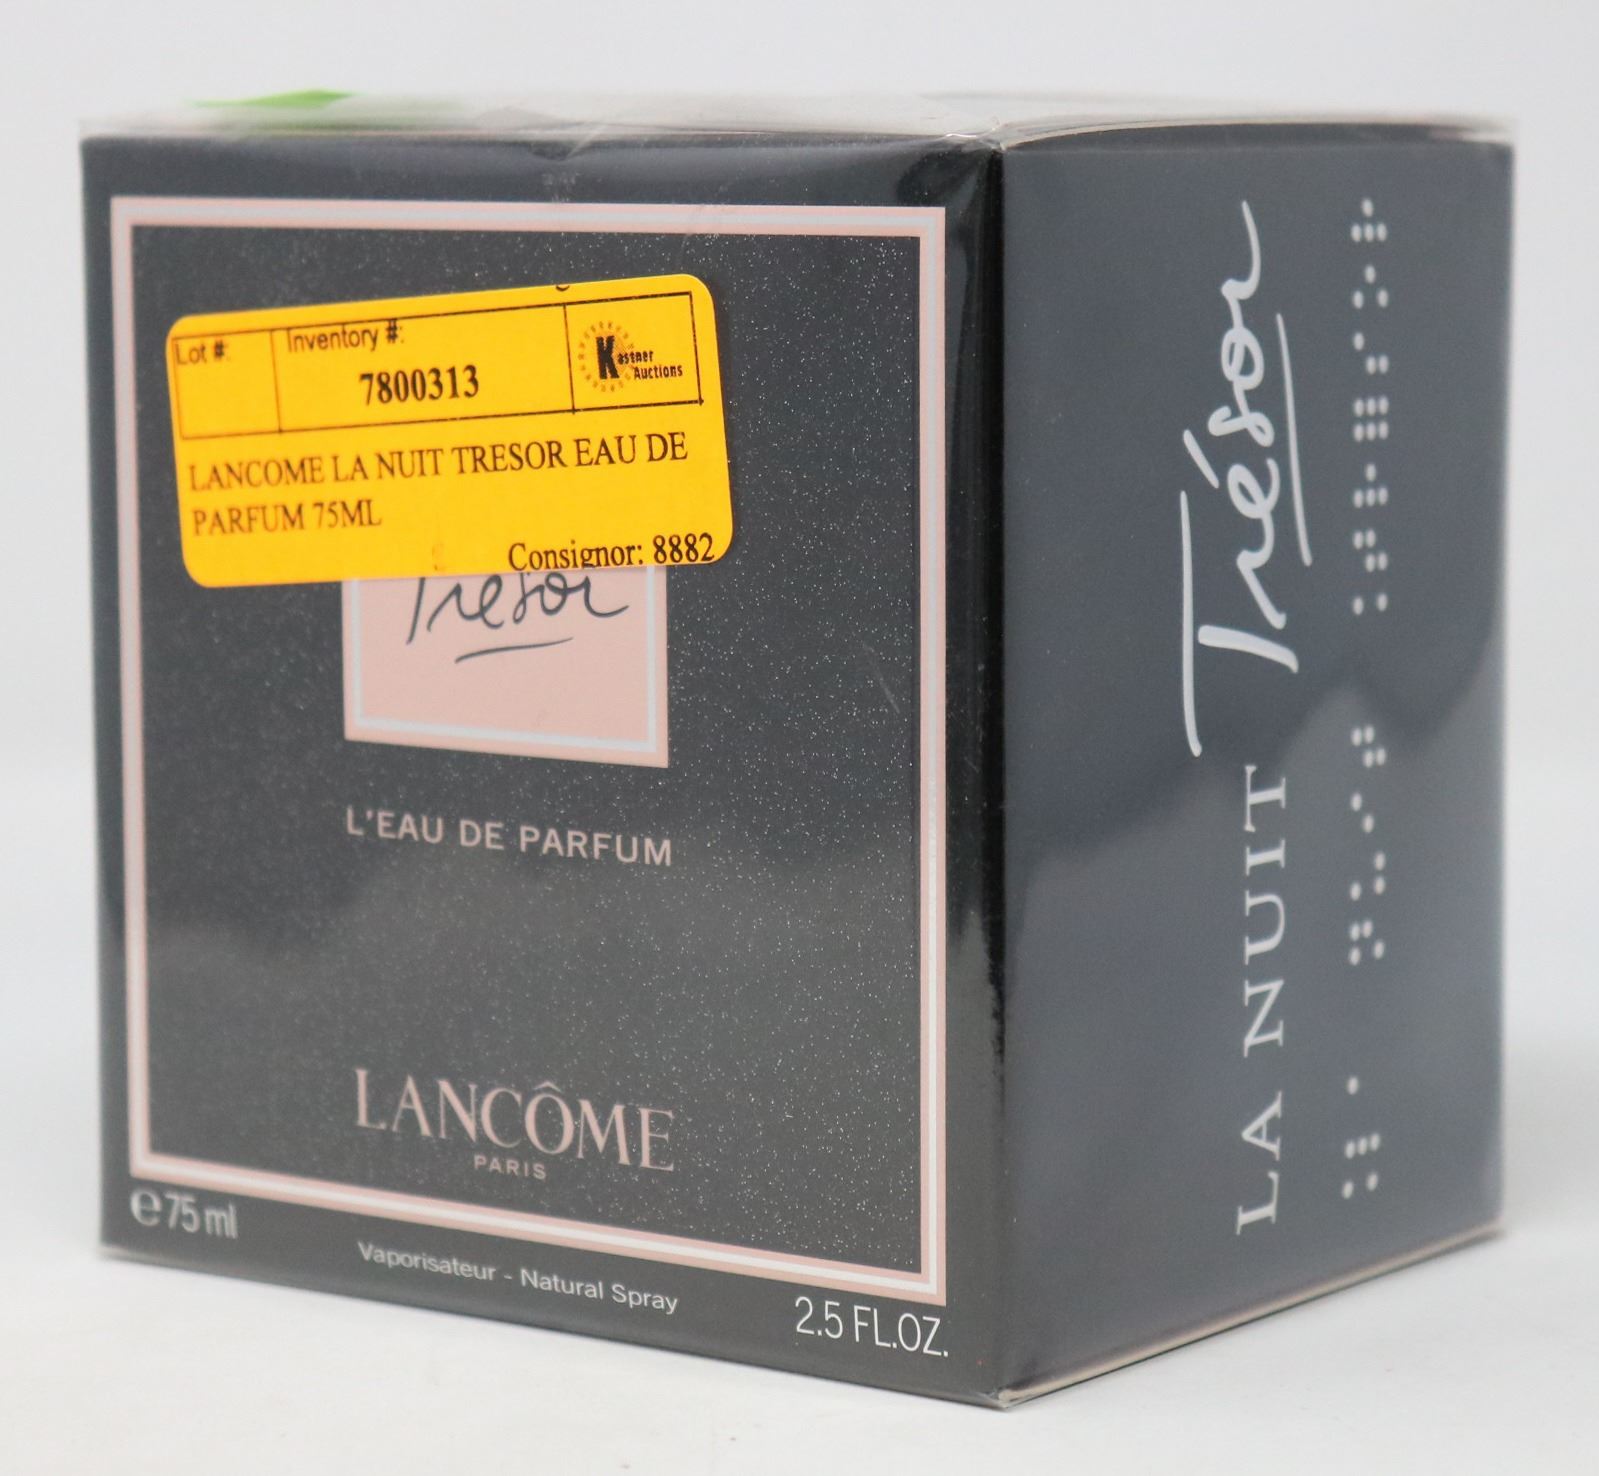 Lot #:
Inventory #:
7800313
Kastner
Auctions
LANCOME LA NUIT TRESOR EAU DE
PARFUM 75ML
Consignor: 8882
Trésor
L'EAU DE PARFUM
LANCÔME
PARIS
e 75 ml
Vaporisateur - Natural Spray
2.5 FL.OZ.
LA NUIT Trésor